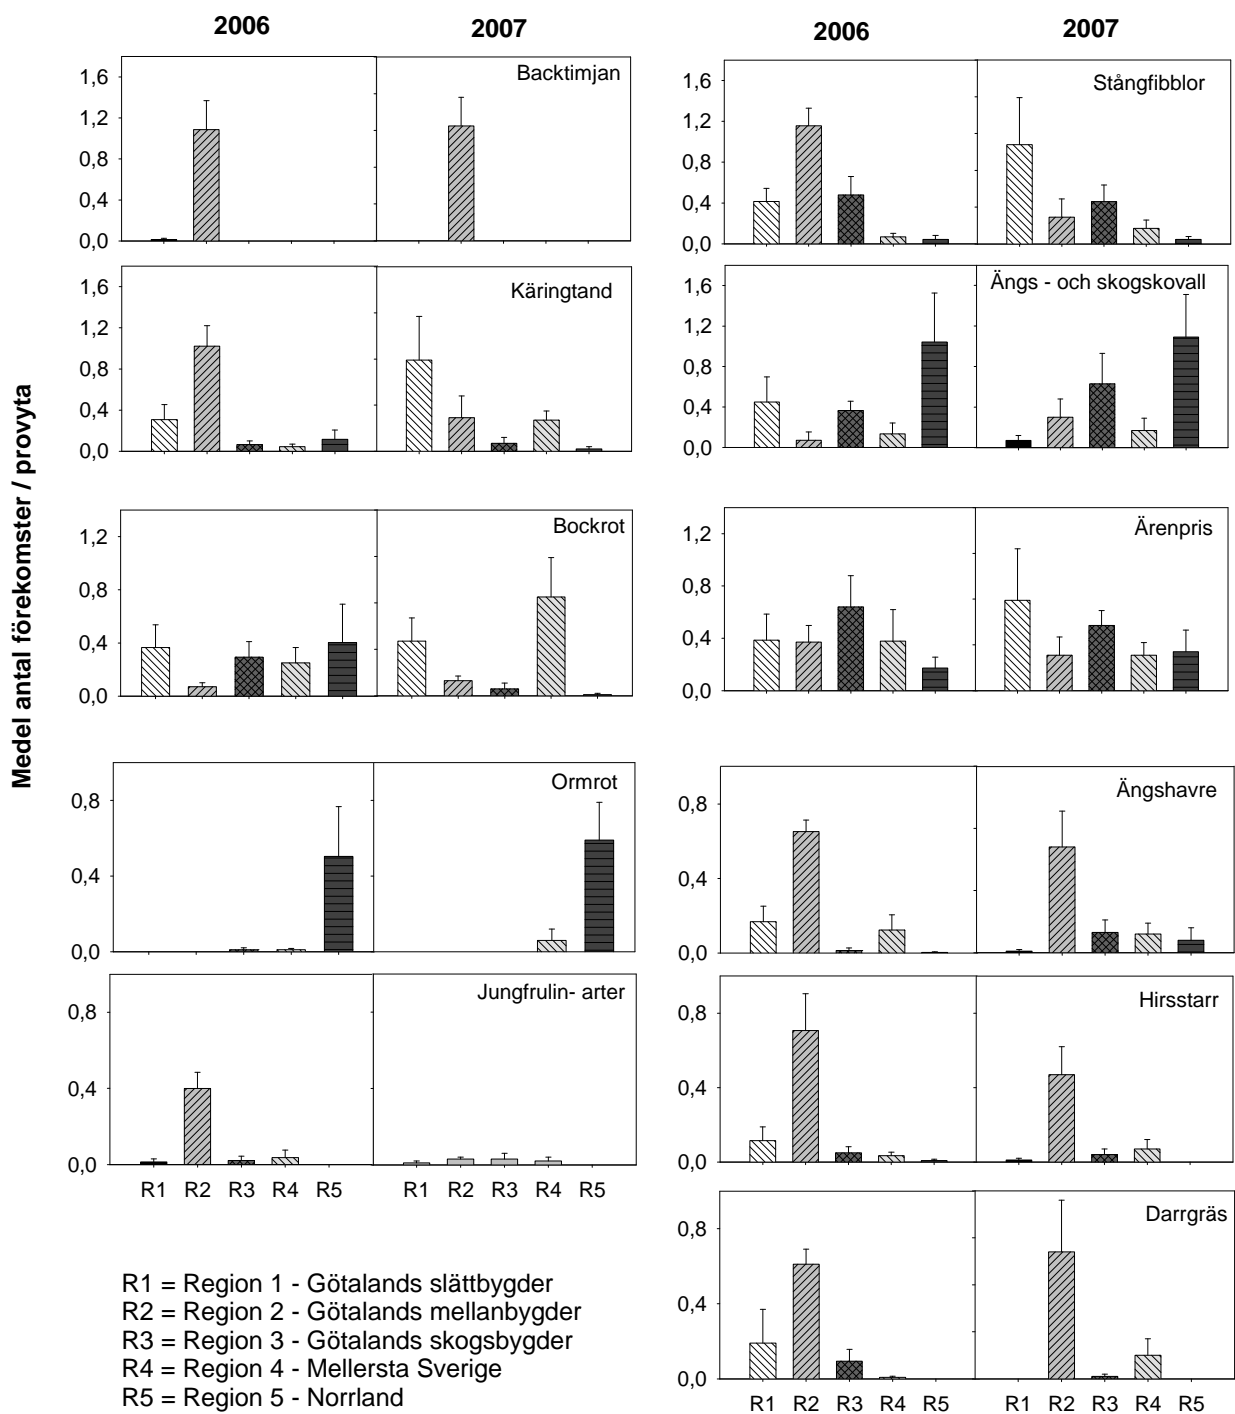 2006
2007
Medel antal förekomster / provyta
Backtimjan
1,6
1,2
0,8
0,4
0,0
Käringtand
1,6
1,2
0,8
0,4
0,0
Bockrot
1,2
0,8
0,4
0,0
Ormrot
0,8
0,4
0,0
Jungfrulin- arter
0,8
0,4
0,0
R1 R2 R3 R4 R5
R1 R2 R3 R4 R5
R1 = Region 1 - Götalands slättbygder
R2 = Region 2 - Götalands mellanbygder
R3 = Region 3 - Götalands skogsbygder
R4 = Region 4 - Mellersta Sverige
R5 = Region 5 - Norrland
2006
2007
Stångfibblor
1,6
1,2
0,8
0,4
0,0
Ängs - och skogskovall
1,6
1,2
0,8
0,4
0,0
Ärenpris
1,2
0,8
0,4
0,0
Ängshavre
0,8
0,4
0,0
Hirsstarr
0,8
0,4
0,0
Darrgräs
0,8
0,4
0,0
R1 R2 R3 R4 R5
R1 R2 R3 R4 R5